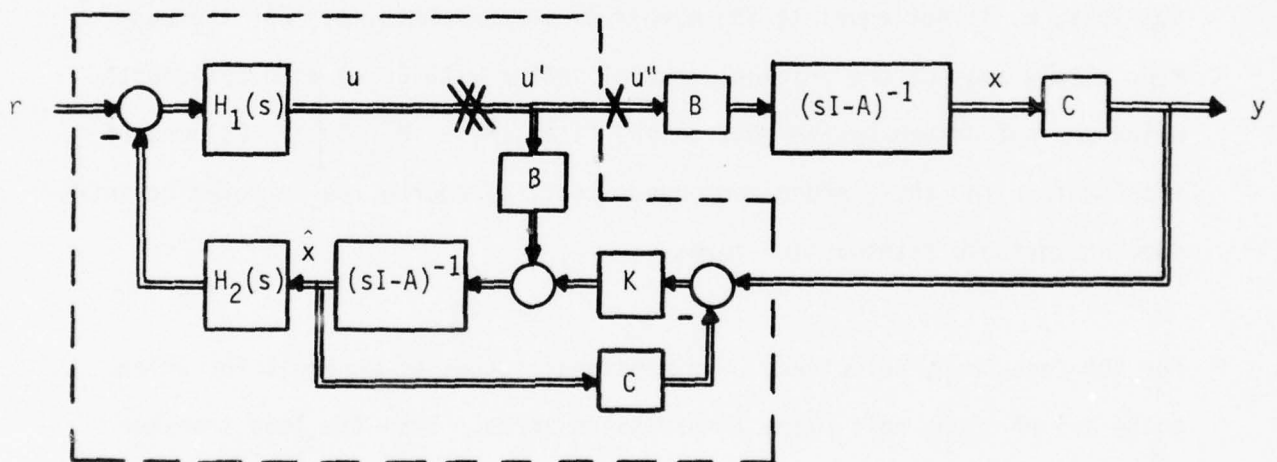 u u' u" x
r H₁(s) B (sI-A)⁻¹ C y
-
B
x̂
H₂(s) (sI-A)⁻¹ K
-
C